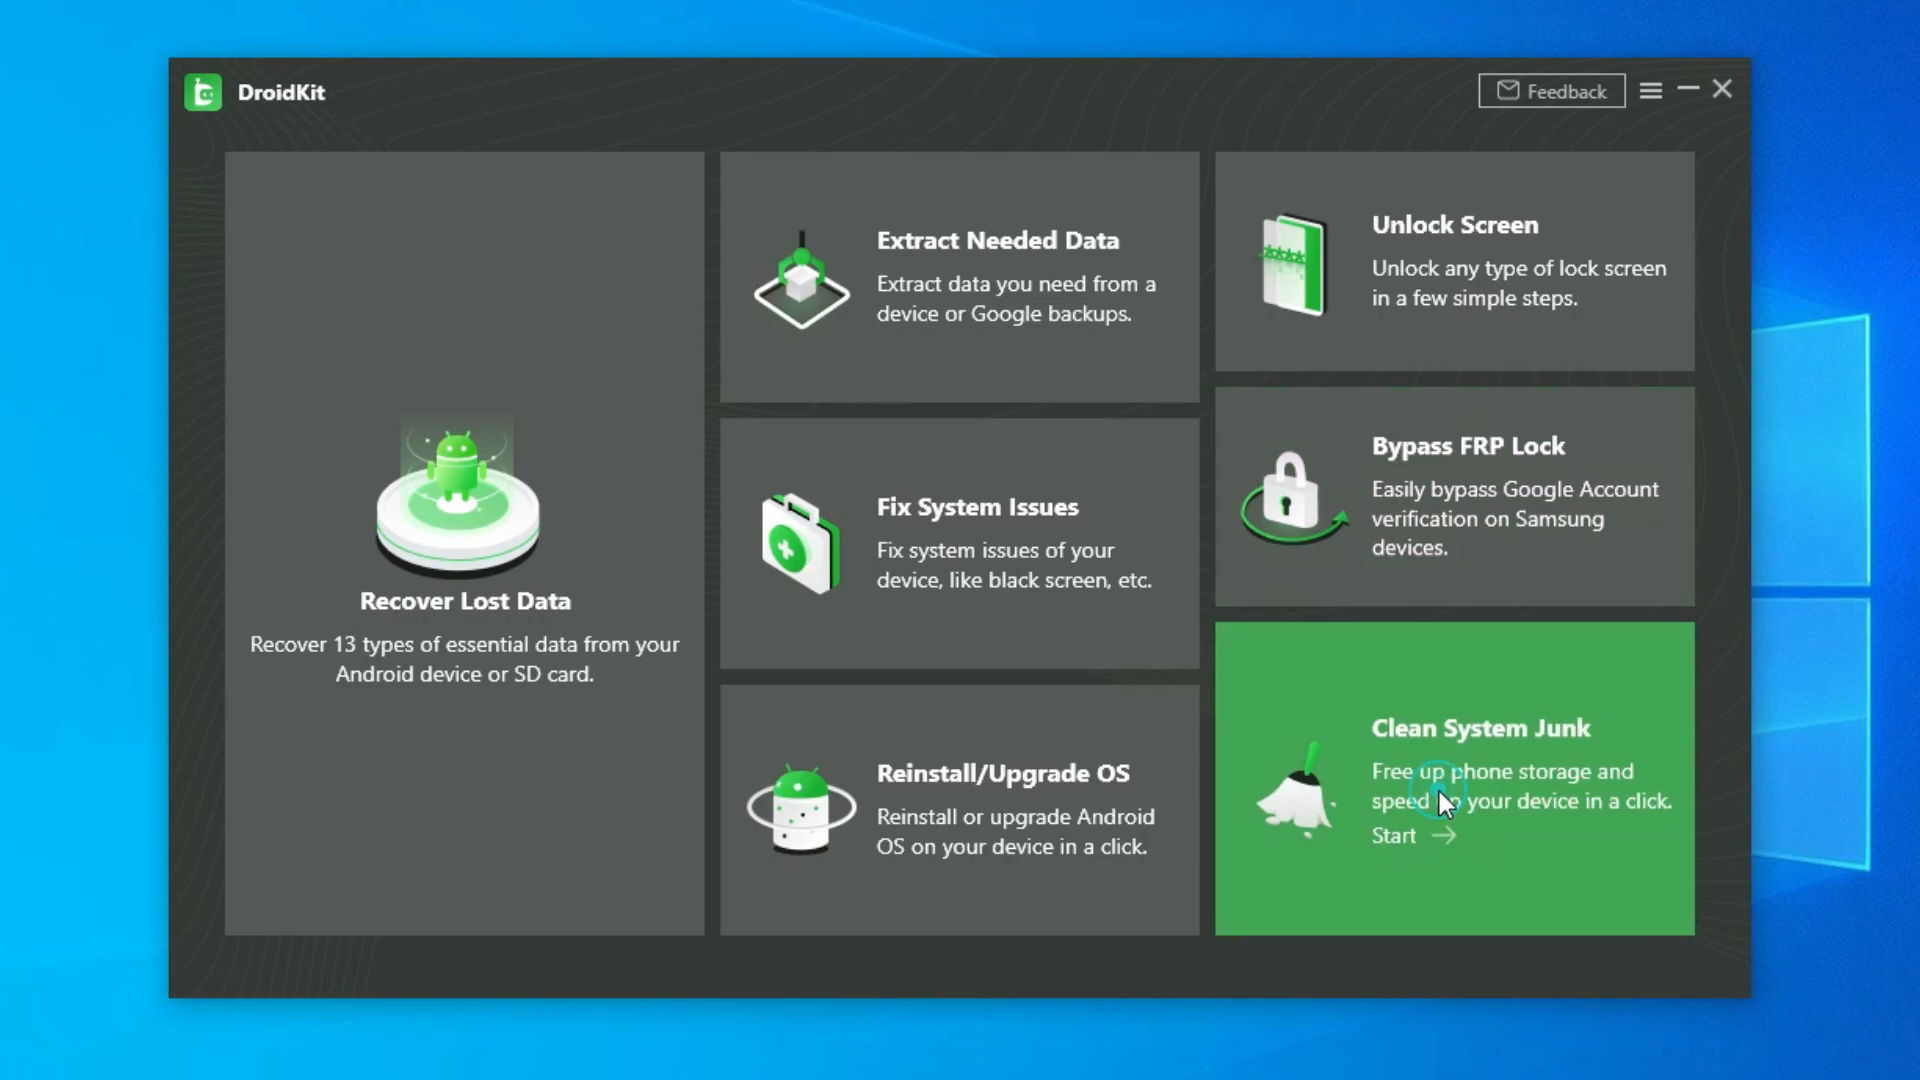 DroidKit
Feedback
Recover Lost Data
Recover 13 types of essential data from your
Android device or SD card.
Extract Needed Data
Extract data you need from a
device or Google backups.
Fix System Issues
Fix system issues of your
device, like black screen, etc.
Reinstall/Upgrade OS
Reinstall or upgrade Android
OS on your device in a click.
Unlock Screen
Unlock any type of lock screen
in a few simple steps.
Bypass FRP Lock
Easily bypass Google Account
verification on Samsung
devices.
Clean System Junk
Free up phone storage and
speed up your device in a click.
Start